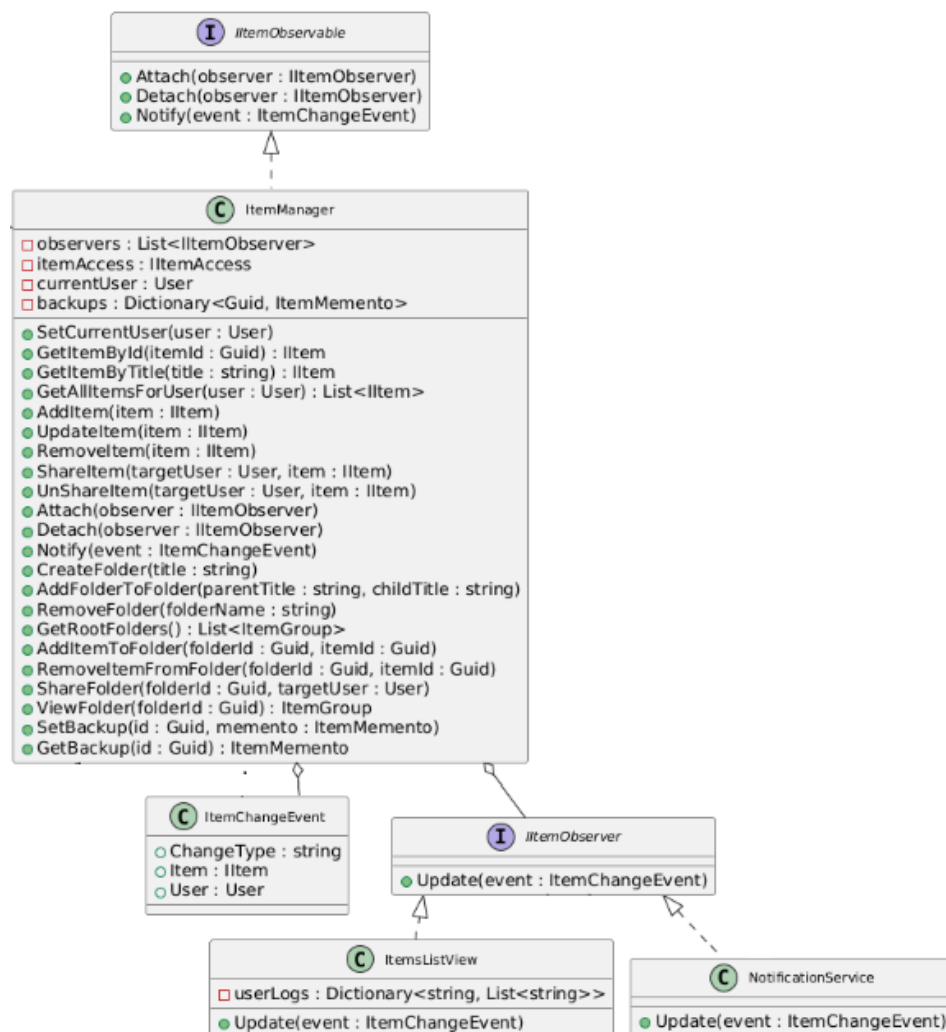 I IItemObservable
Attach(observer : IItemObserver)
Detach(observer : IItemObserver)
Notify(event : ItemChangeEvent)
C ItemManager
observers : List<IItemObserver>
itemAccess : IItemAccess
currentUser : User
backups : Dictionary<Guid, ItemMemento>
SetCurrentUser(user : User)
GetItemById(itemId : Guid) : IItem
GetItemByTitle(title : string) : IItem
GetAllItemsForUser(user : User) : List<IItem>
AddItem(item : IItem)
UpdateItem(item : IItem)
RemoveItem(item : IItem)
ShareItem(targetUser : User, item : IItem)
UnShareItem(targetUser : User, item : IItem)
Attach(observer : IItemObserver)
Detach(observer : IItemObserver)
Notify(event : ItemChangeEvent)
CreateFolder(title : string)
AddFolderToFolder(parentTitle : string, childTitle : string)
RemoveFolder(folderName : string)
GetRootFolders() : List<ItemGroup>
AddItemToFolder(folderId : Guid, itemId : Guid)
RemoveItemFromFolder(folderId : Guid, itemId : Guid)
ShareFolder(folderId : Guid, targetUser : User)
ViewFolder(folderId : Guid) : ItemGroup
SetBackup(id : Guid, memento : ItemMemento)
GetBackup(id : Guid) : ItemMemento
C ItemChangeEvent
ChangeType : string
Item : IItem
User : User
I IItemObserver
Update(event : ItemChangeEvent)
C ItemsListView
userLogs : Dictionary<string, List<string>>
Update(event : ItemChangeEvent)
C NotificationService
Update(event : ItemChangeEvent)